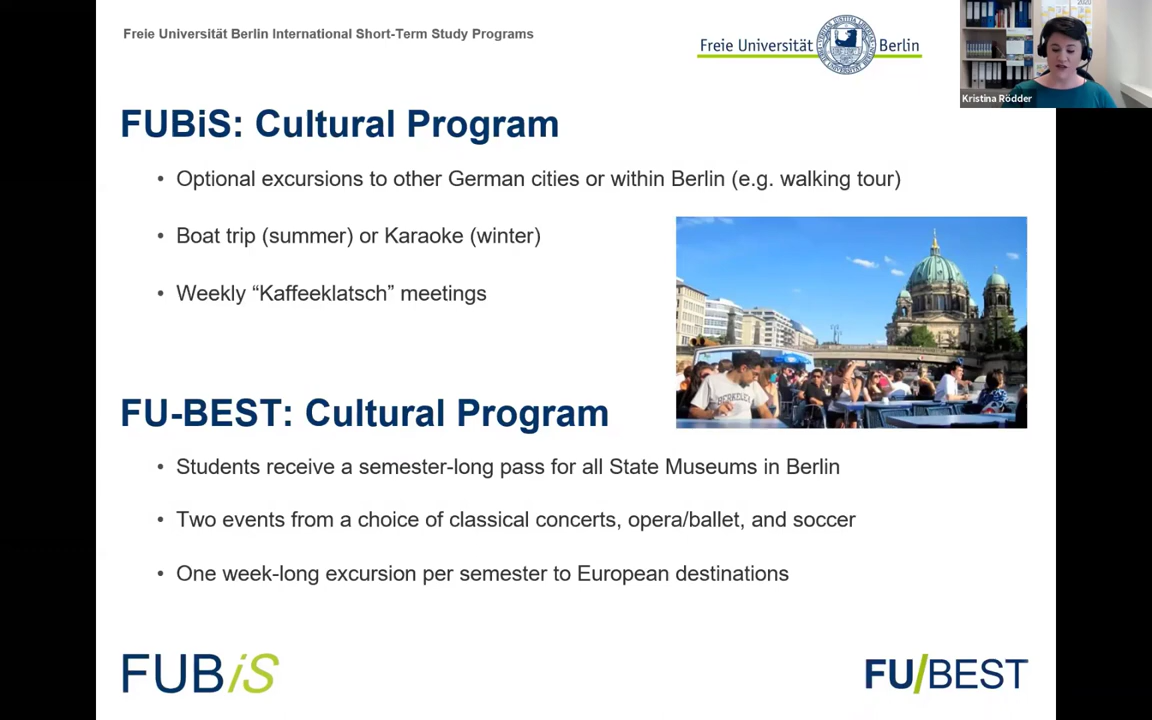 Freie Universität Berlin International Short-Term Study Programs
Freie Universität Berlin
Kristina Rödder
FUBiS: Cultural Program
• Optional excursions to other German cities or within Berlin (e.g. walking tour)
• Boat trip (summer) or Karaoke (winter)
• Weekly “Kaffeeklatsch” meetings
BERKELEY
FU-BEST: Cultural Program
• Students receive a semester-long pass for all State Museums in Berlin
• Two events from a choice of classical concerts, opera/ballet, and soccer
• One week-long excursion per semester to European destinations
FUBiS
FU/BEST